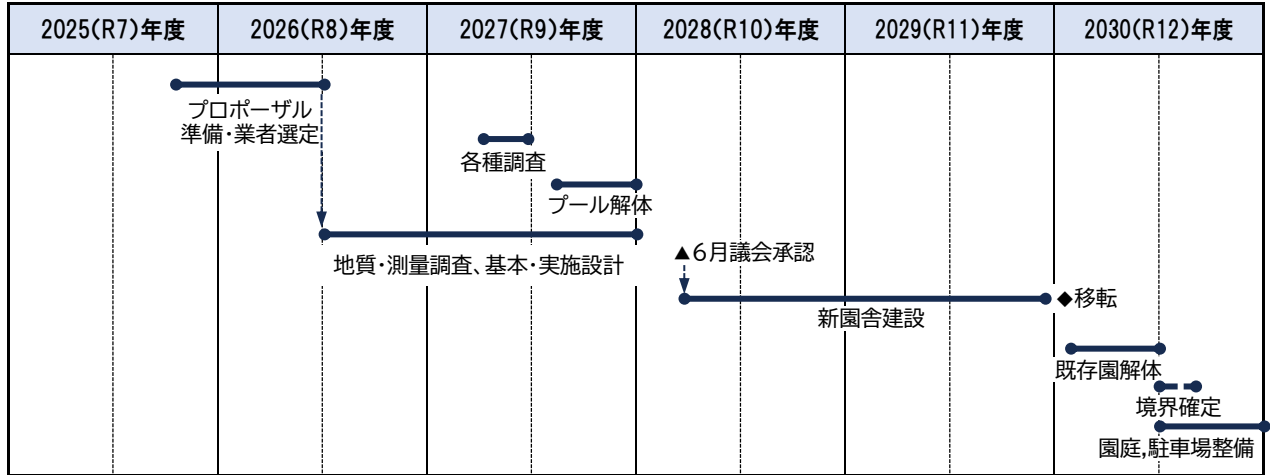 2025(R7)年度
2026(R8)年度
2027(R9)年度
2028(R10)年度
2029(R11)年度
2030(R12)年度
プロポーザル
準備・業者選定
各種調査
プール解体
地質・測量調査、基本・実施設計
▲6月議会承認
◆移転
新園舎建設
既存園解体
境界確定
園庭,駐車場整備